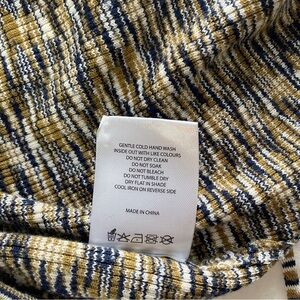 GENTLE COLD HAND WASH
INSIDE OUT WITH LIKE COLOURS
DO NOT DRY CLEAN
DO NOT SOAK
DO NOT BLEACH
DO NOT TUMBLE DRY
DRY FLAT IN SHADE
COOL IRON ON REVERSE SIDE
MADE IN CHINA